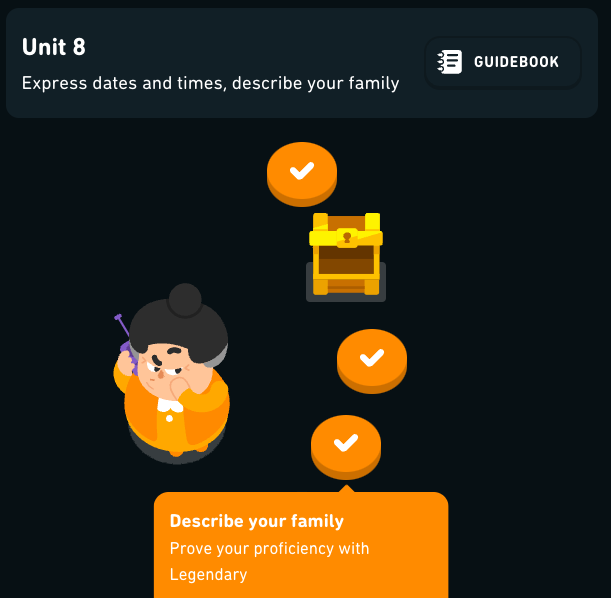 Unit 8
Express dates and times, describe your family
GUIDEBOOK
Describe your family
Prove your proficiency with
Legendary